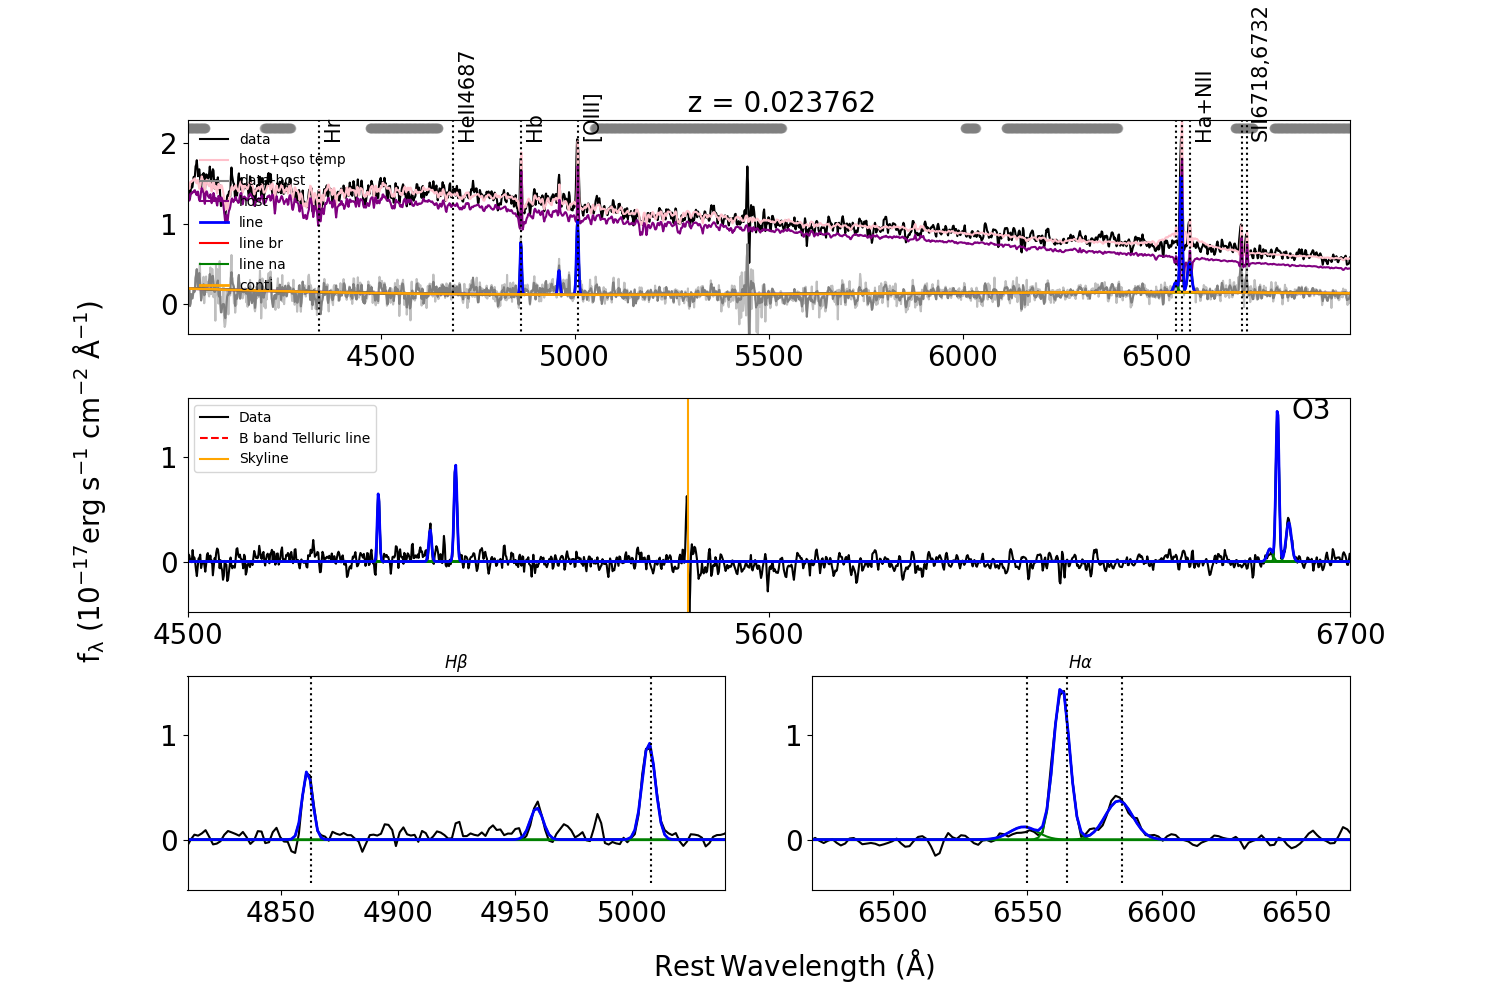 z = 0.023762
Hr
HeII4687
Hb
[OIII]
Ha+NII
SII6718,6732
data
host+qso temp
data-host
host
line
line br
line na
conti
2
1
0
4500
5000
5500
6000
6500
Data
B band Telluric line
Skyline
O3
1
0
4500
5600
6700
fλ (10−17erg s−1 cm−2 Å−1)
Hβ
1
0
4850
4900
4950
5000
Hα
1
0
6500
6550
6600
6650
Rest Wavelength (Å)